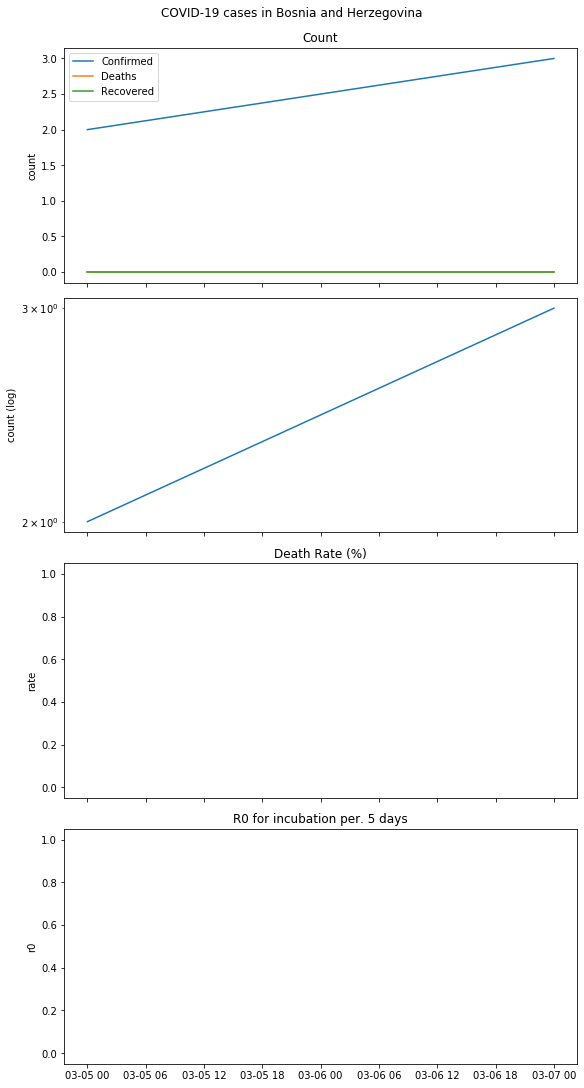 COVID-19 cases in Bosnia and Herzegovina
Count
Confirmed
Deaths
Recovered
3.0
2.5
2.0
1.5
1.0
0.5
0.0
count
3 × 10⁰
2 × 10⁰
count (log)
Death Rate (%)
1.0
0.8
0.6
0.4
0.2
0.0
rate
R0 for incubation per. 5 days
1.0
0.8
0.6
0.4
0.2
0.0
r0
03-05 00 03-05 06 03-05 12 03-05 18 03-06 00 03-06 06 03-06 12 03-06 18 03-07 00